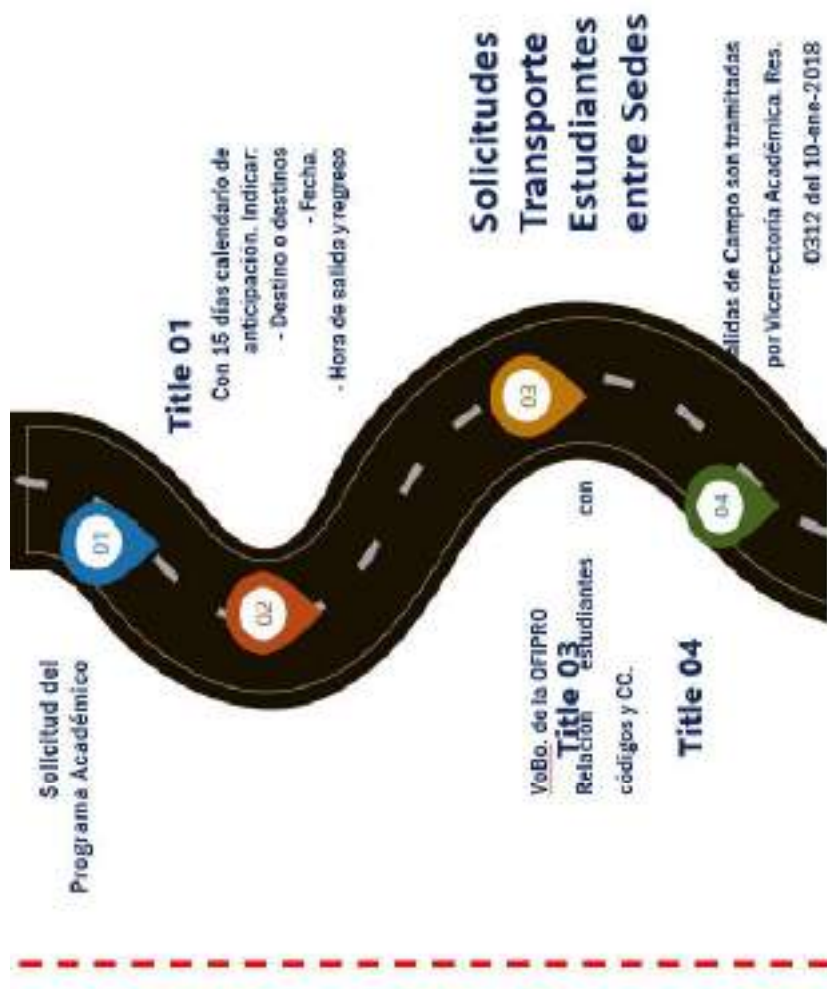 Solicitud del
Programa Académico
01
Title 01
Con 15 días calendario de
anticipación. Indicar:
- Destino o destinos
- Fecha.
- Hora de salida y regreso
02
Solicitudes
Transporte
Estudiantes
entre Sedes
03
VoBo. de la OFIPRO
Title 03
Relación estudiantes con
códigos y CC.
Title 04
04
alidas de Campo son tramitadas
por Vicerrectoría Académica. Res.
0312 del 10-ene-2018